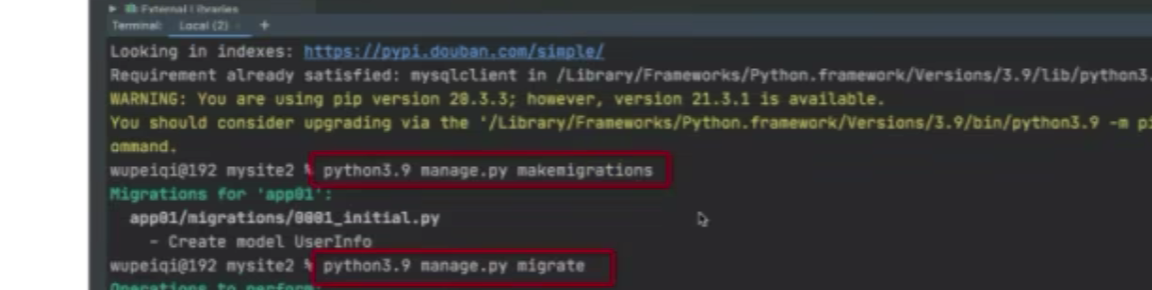 External Libraries
Terminal: Local (2) +
Looking in indexes: https://pypi.douban.com/simple/
Requirement already satisfied: mysqlclient in /Library/Frameworks/Python.framework/Versions/3.9/lib/python3.
WARNING: You are using pip version 20.3.3; however, version 21.3.1 is available.
You should consider upgrading via the '/Library/Frameworks/Python.framework/Versions/3.9/bin/python3.9 -m pi
ommand.
wupeiqi@192 mysite2 % python3.9 manage.py makemigrations
Migrations for 'app01':
app01/migrations/0001_initial.py
- Create model UserInfo
wupeiqi@192 mysite2 % python3.9 manage.py migrate
Operations to perform: